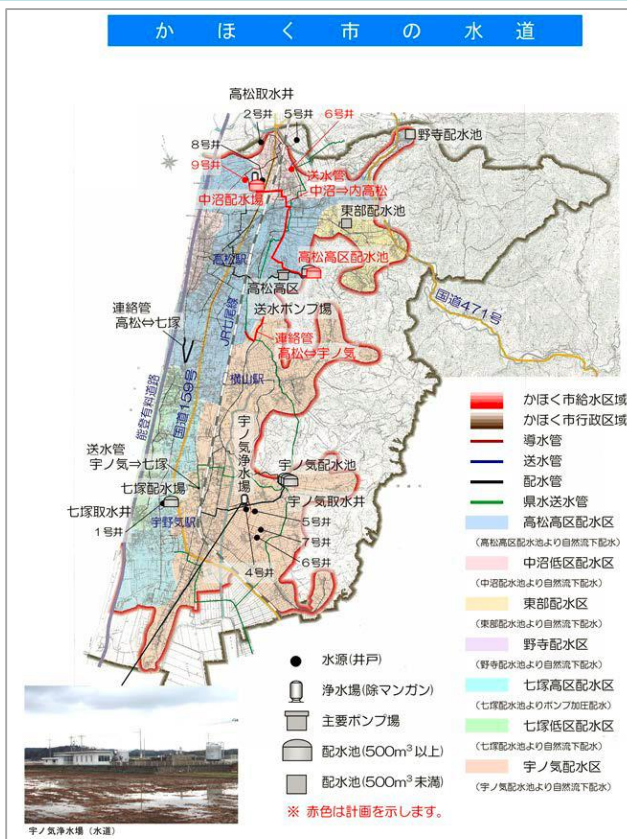 かほく市の水道
高松取水井
2号井
5号井
6号井
8号井
9号井
野寺配水池
送水管
中沼⇒内高松
中沼配水場
東部配水池
高松駅
高松高区配水池
高松高区
送水ポンプ場
国道471号
連絡管
高松⇔七塚
JR七尾線
連絡管
高松⇔宇ノ気
能登有料道路
国道159号
横山駅
送水管
宇ノ気⇒七塚
宇ノ気浄水場
宇ノ気配水池
七塚配水場
宇ノ気取水井
七塚取水井
1号井
宇野気駅
5号井
7号井
6号井
4号井
かほく市給水区域
かほく市行政区域
導水管
送水管
配水管
県水送水管
高松高区配水区
(高松高区配水池より自然流下配水)
中沼低区配水区
(中沼配水池より自然流下配水)
東部配水区
(東部配水池より自然流下配水)
野寺配水区
(野寺配水池より自然流下配水)
七塚高区配水区
(七塚配水池よりポンプ加圧配水)
七塚低区配水区
(七塚配水池より自然流下配水)
宇ノ気配水区
(宇ノ気配水池より自然流下配水)
水源(井戸)
浄水場(除マンガン)
主要ポンプ場
配水池(500m³以上)
配水池(500m³未満)
※ 赤色は計画を示します。
宇ノ気浄水場（水道）